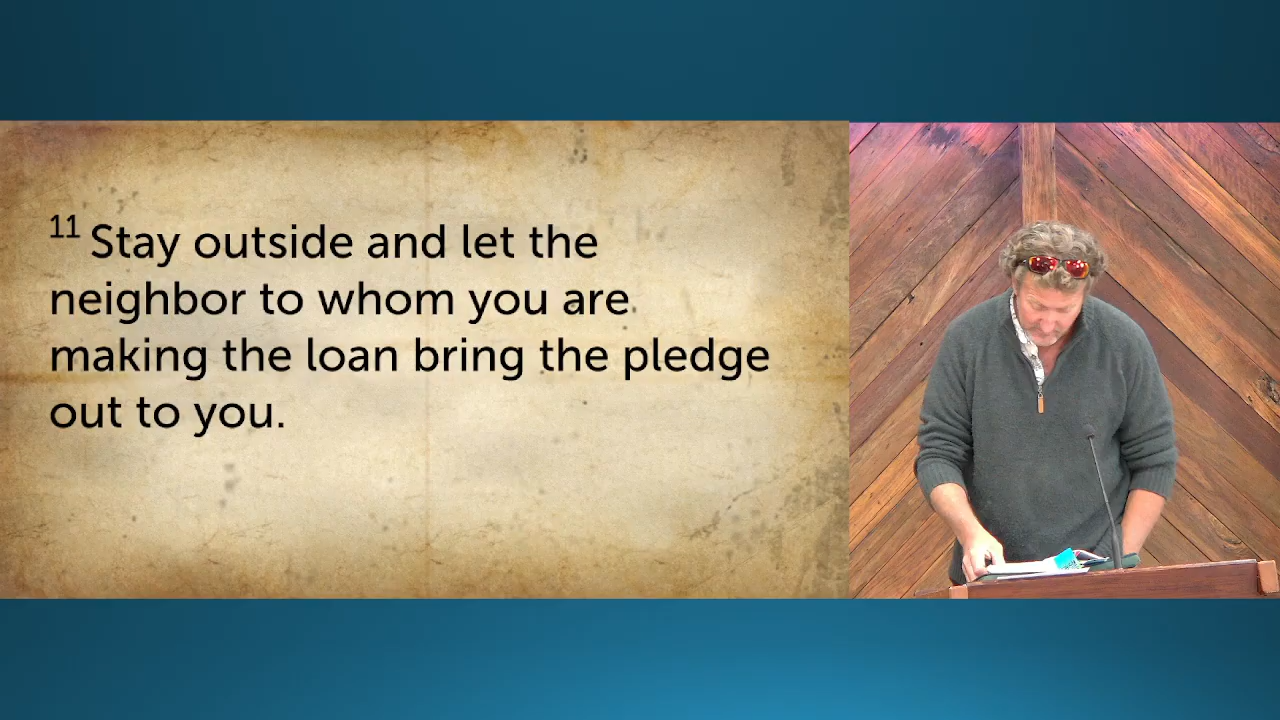 11 Stay outside and let the
neighbor to whom you are
making the loan bring the pledge
out to you.